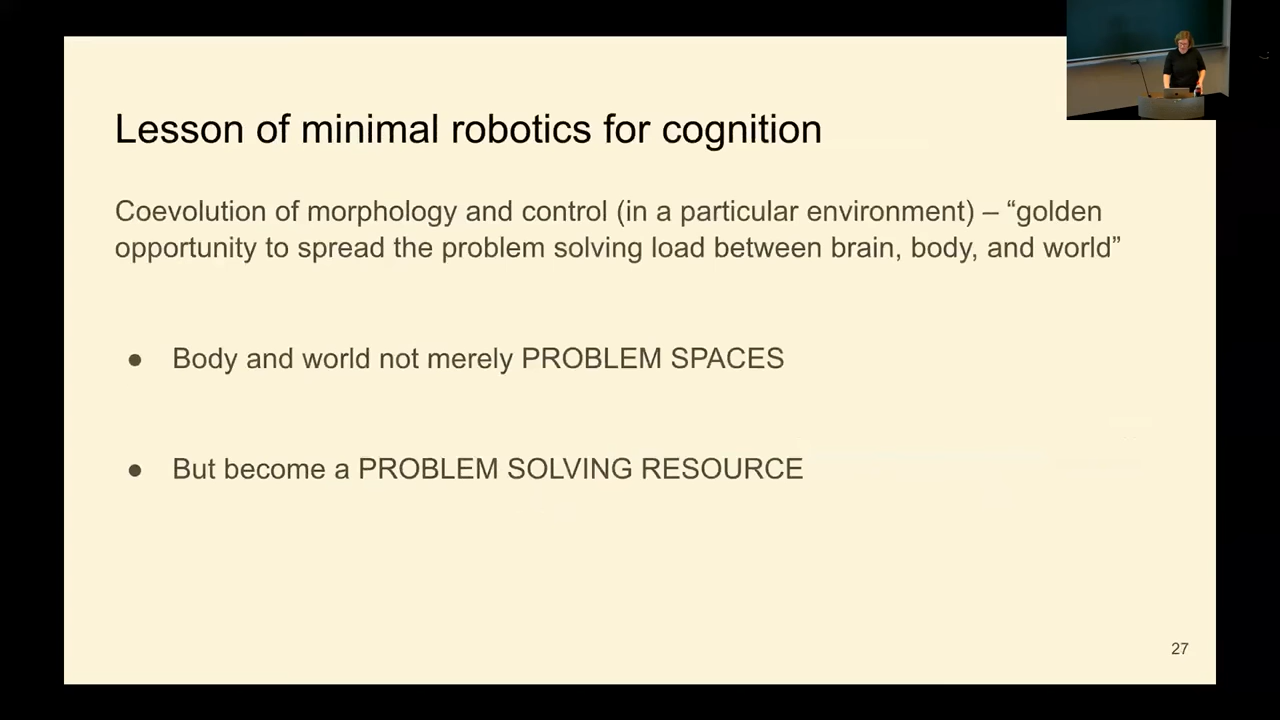 Lesson of minimal robotics for cognition
Coevolution of morphology and control (in a particular environment) – “golden
opportunity to spread the problem solving load between brain, body, and world”
● Body and world not merely PROBLEM SPACES
● But become a PROBLEM SOLVING RESOURCE
27